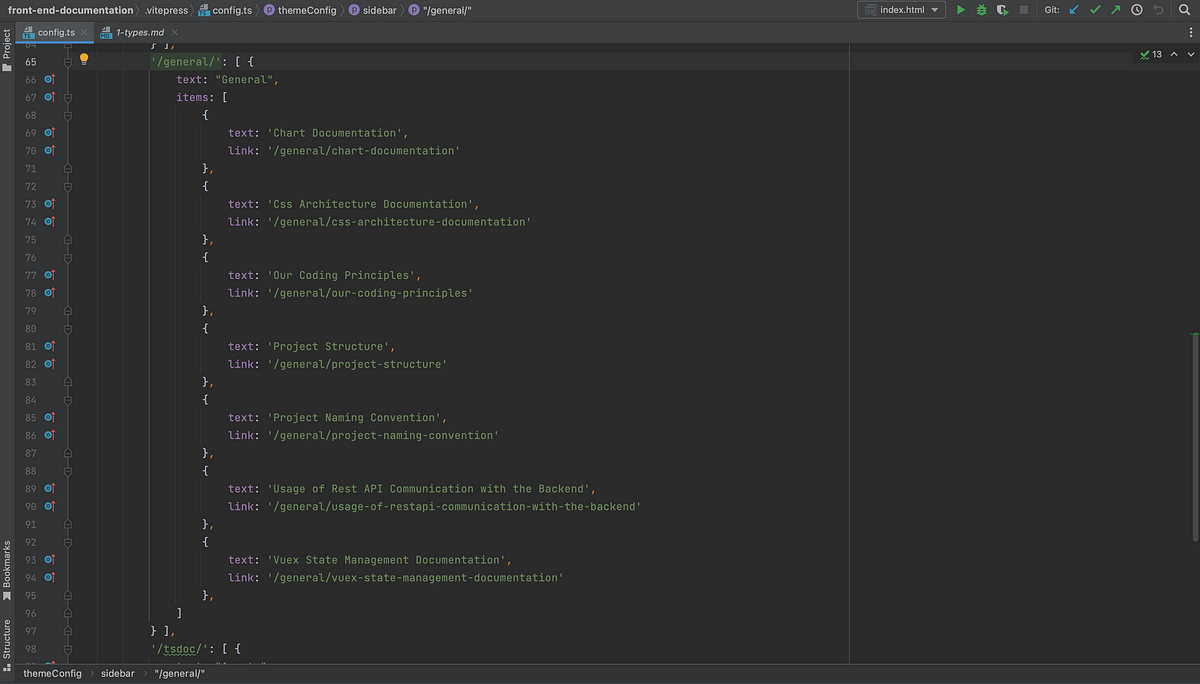 front-end-documentation .vitepress config.ts themeConfig sidebar "/general/" index.html Git:
config.ts 1-types.md
Project
64 } ],
65 '/general/': [ { 13
66 text: "General",
67 items: [
68 {
69 text: 'Chart Documentation',
70 link: '/general/chart-documentation'
71 },
72 {
73 text: 'Css Architecture Documentation',
74 link: '/general/css-architecture-documentation'
75 },
76 {
77 text: 'Our Coding Principles',
78 link: '/general/our-coding-principles'
79 },
80 {
81 text: 'Project Structure',
82 link: '/general/project-structure'
83 },
84 {
85 text: 'Project Naming Convention',
86 link: '/general/project-naming-convention'
87 },
88 {
89 text: 'Usage of Rest API Communication with the Backend',
90 link: '/general/usage-of-restapi-communication-with-the-backend'
91 },
92 {
93 text: 'Vuex State Management Documentation',
94 link: '/general/vuex-state-management-documentation'
95 },
96 ]
97 } ],
98 '/tsdoc/': [ {
Bookmarks
Structure
themeConfig sidebar "/general/"